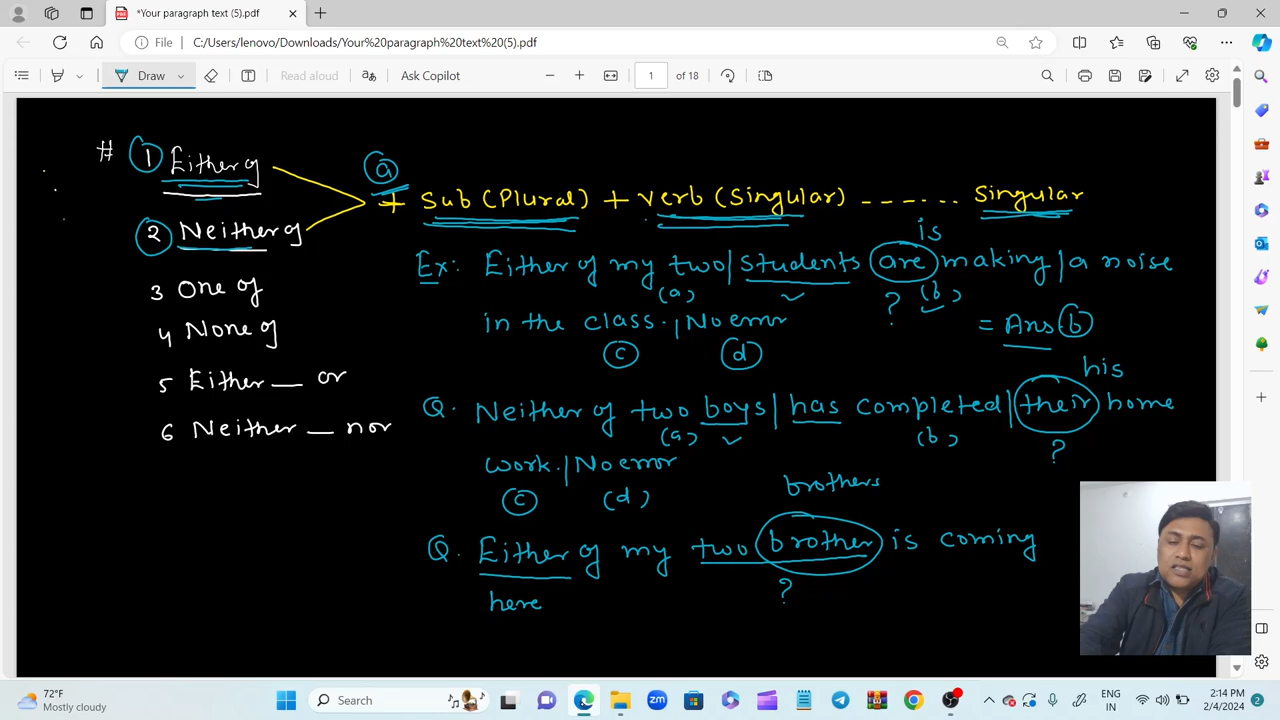 *Your paragraph text (5).pdf
File
C:/Users/lenovo/Downloads/Your%20paragraph%20text%20(5).pdf
Draw
Read aloud
Ask Copilot
1 of 18
# 1 Either of
2 Neither of
3 One of
4 None of
5 Either __ or
6 Neither __ nor
a
+ Sub (Plural) + Verb (Singular) ------- Singular
is
Ex: Either of my two | students are making | a noise
(a) ? (b)
in the class. | No error = Ans. b
c d
his
Q. Neither of two boys | has completed | their home
(a) (b) ?
work. | No error
c (d)
brothers
Q. Either of my two brother is coming
here ?
72°F
Mostly cloudy
Search
ENG
IN
2:14 PM
2/4/2024
2